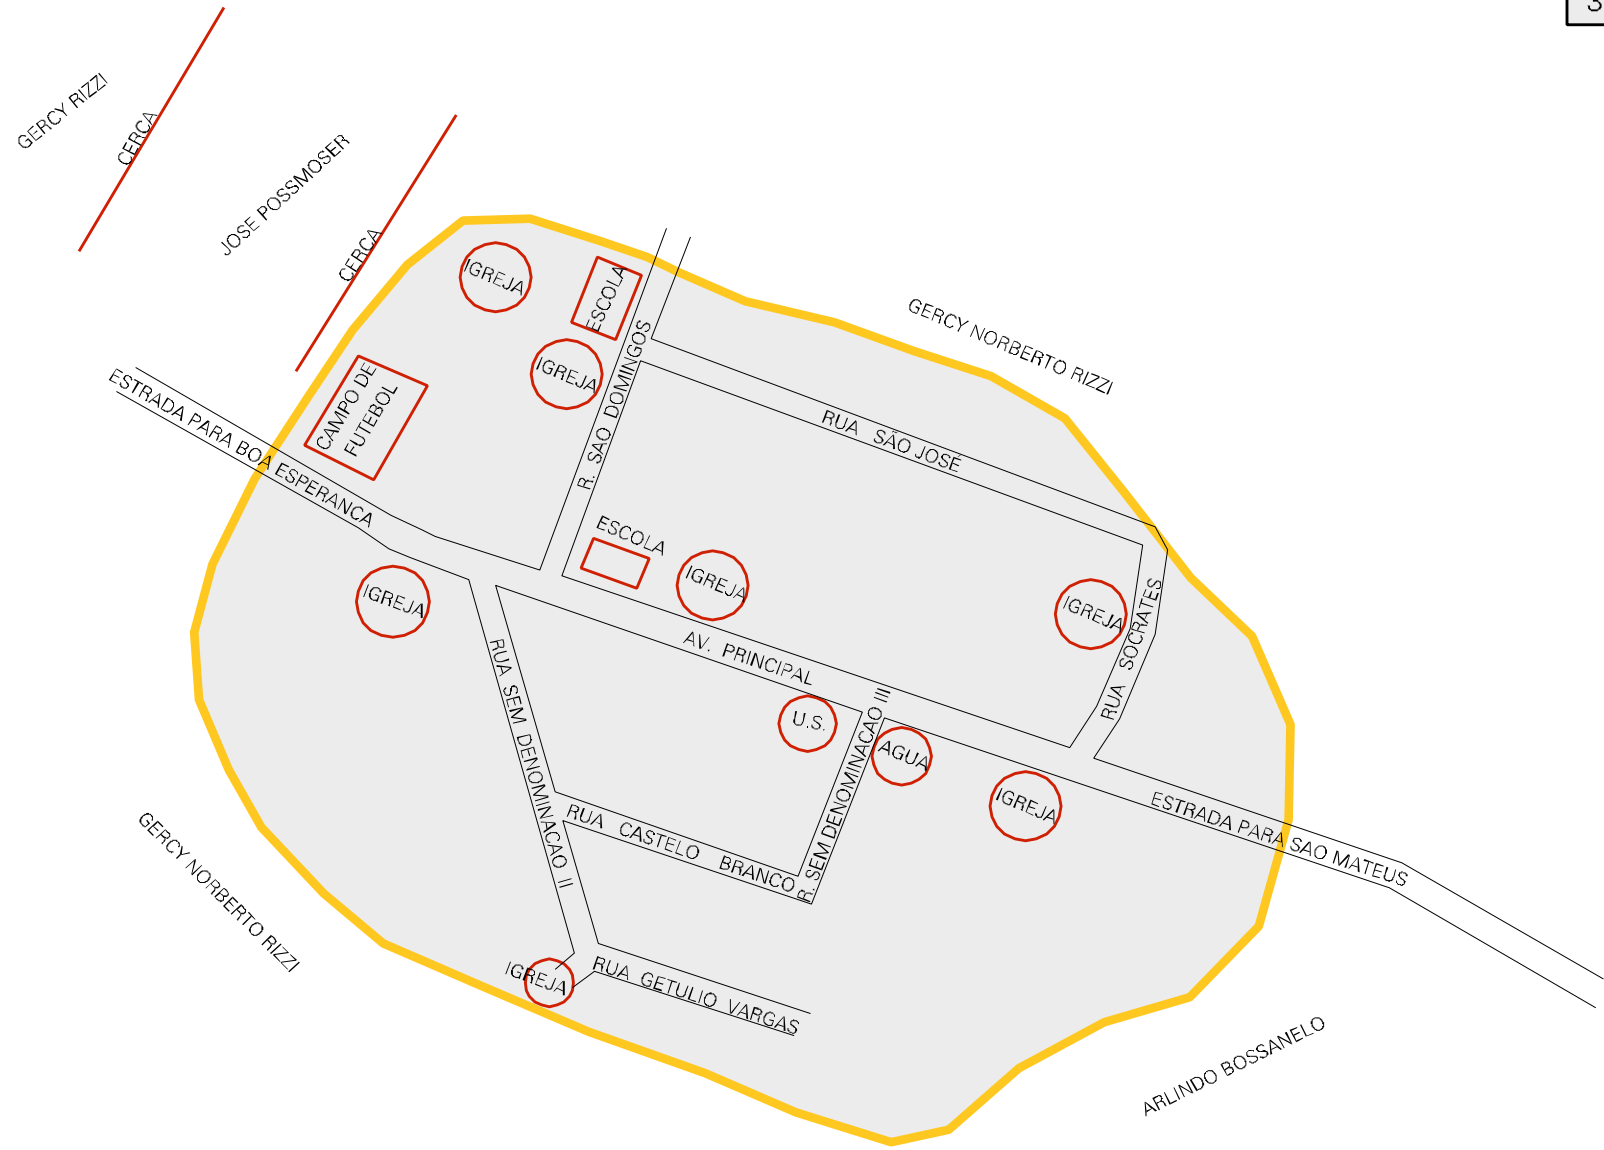 3
GERCY RIZZI
CERCA
JOSE POSSMOSER
CERCA
IGREJA
ESCOLA
IGREJA
GERCY NORBERTO RIZZI
CAMPO DE
FUTEBOL
ESTRADA PARA BOA ESPERANCA
R. SAO DOMINGOS
RUA SÃO JOSÉ
ESCOLA
IGREJA
IGREJA
IGREJA
RUA SOCRATES
AV. PRINCIPAL
RUA SEM DENOMINACAO II
U.S.
R. SEM DENOMINACAO III
AGUA
IGREJA
ESTRADA PARA SAO MATEUS
RUA CASTELO BRANCO
GERCY NORBERTO RIZZI
IGREJA
RUA GETULIO VARGAS
ARLINDO BOSSANELO